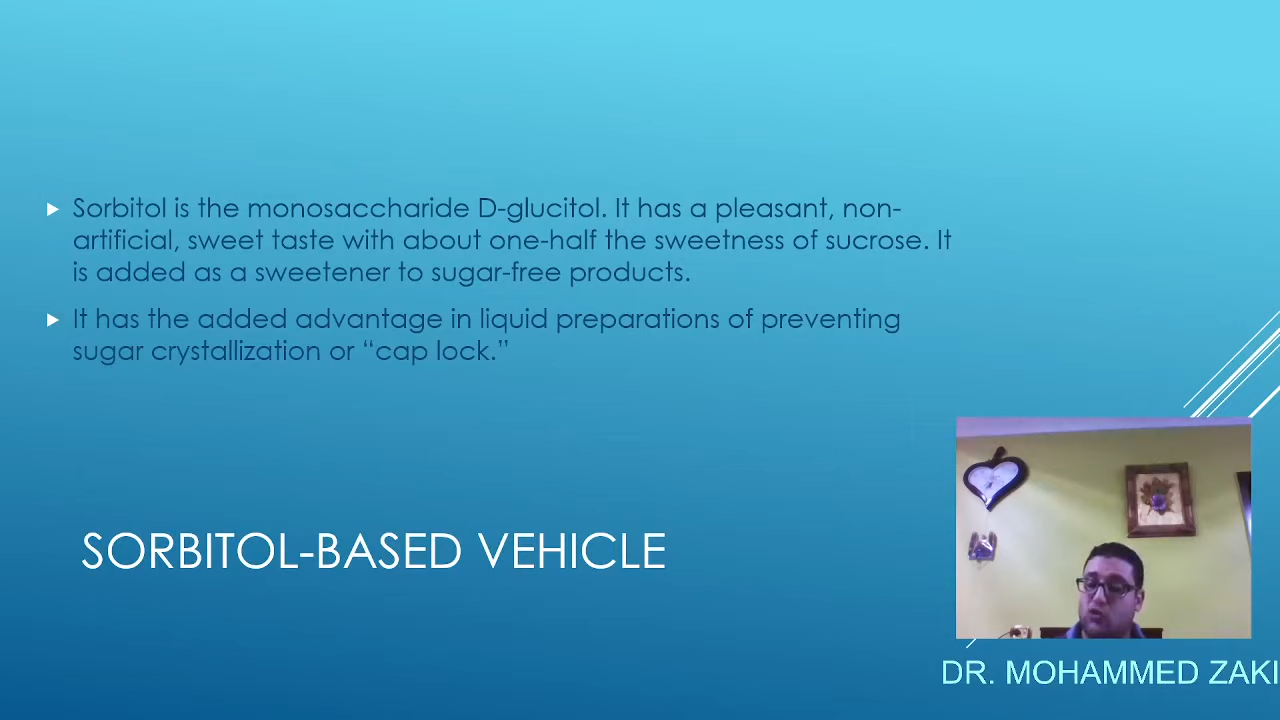 Sorbitol is the monosaccharide D-glucitol. It has a pleasant, non-
artificial, sweet taste with about one-half the sweetness of sucrose. It
is added as a sweetener to sugar-free products.
It has the added advantage in liquid preparations of preventing
sugar crystallization or “cap lock.”
SORBITOL-BASED VEHICLE
DR. MOHAMMED ZAKI